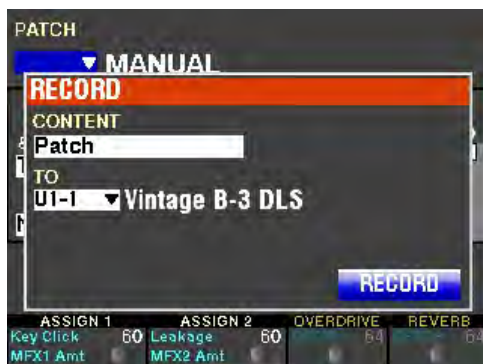 PATCH
▼ MANUAL
RECORD
CONTENT
Patch
TO
U1-1 ▼ Vintage B-3 DLS
RECORD
ASSIGN 1 ASSIGN 2 OVERDRIVE REVERB
Key Click 60 Leakage 60 64 64
MFX1 Amt MFX2 Amt